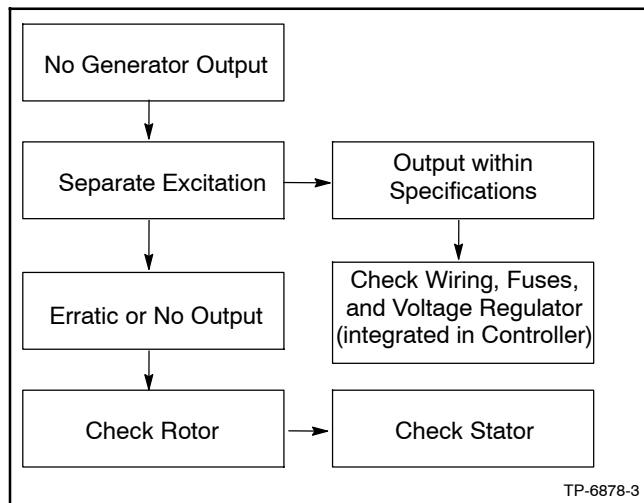 No Generator Output
Separate Excitation
Output within
Specifications
Erratic or No Output
Check Wiring, Fuses,
and Voltage Regulator
(integrated in Controller)
Check Rotor
Check Stator
TP-6878-3